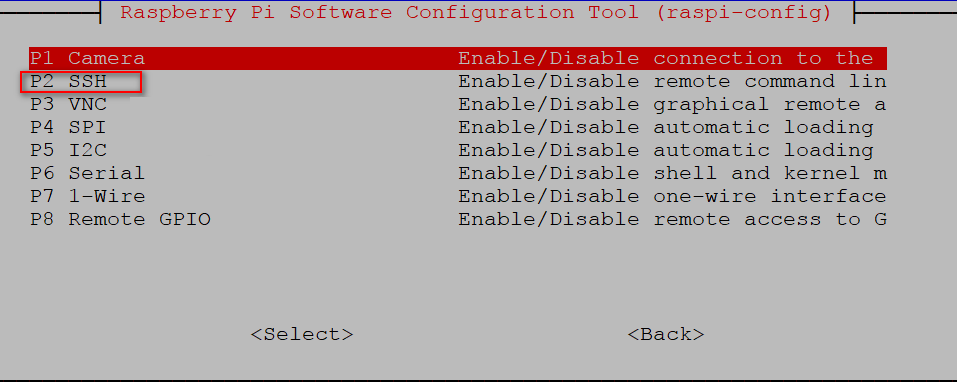 Raspberry Pi Software Configuration Tool (raspi-config)
P1 Camera Enable/Disable connection to the
P2 SSH Enable/Disable remote command lin
P3 VNC Enable/Disable graphical remote a
P4 SPI Enable/Disable automatic loading
P5 I2C Enable/Disable automatic loading
P6 Serial Enable/Disable shell and kernel m
P7 1-Wire Enable/Disable one-wire interface
P8 Remote GPIO Enable/Disable remote access to G
<Select> <Back>